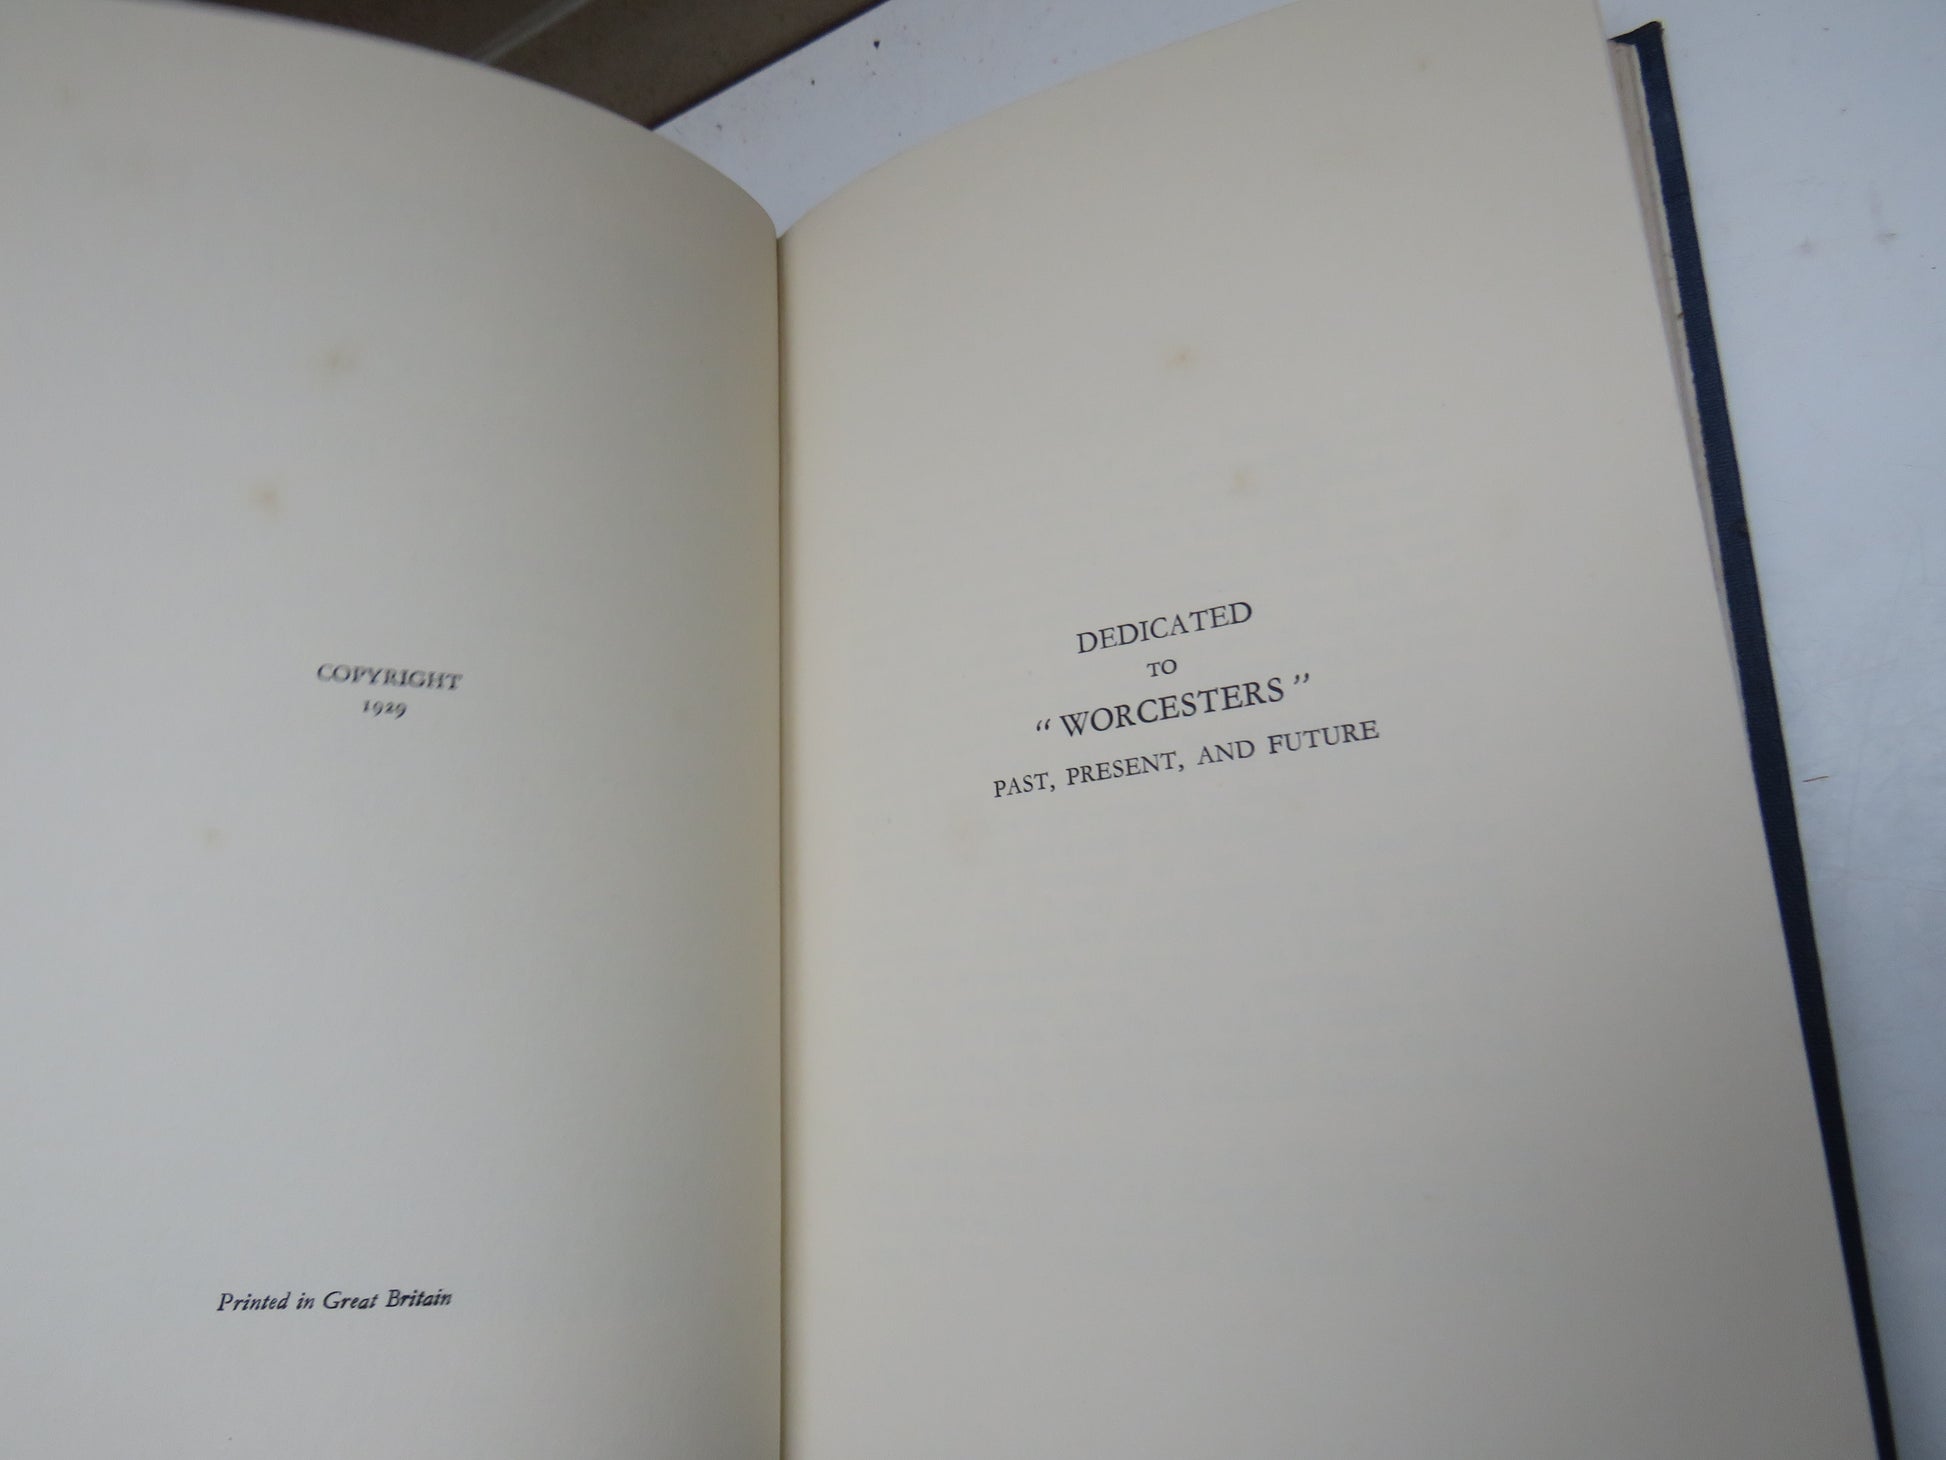 COPYRIGHT
1929
Printed in Great Britain
DEDICATED
TO
“ WORCESTERS ”
PAST, PRESENT, AND FUTURE